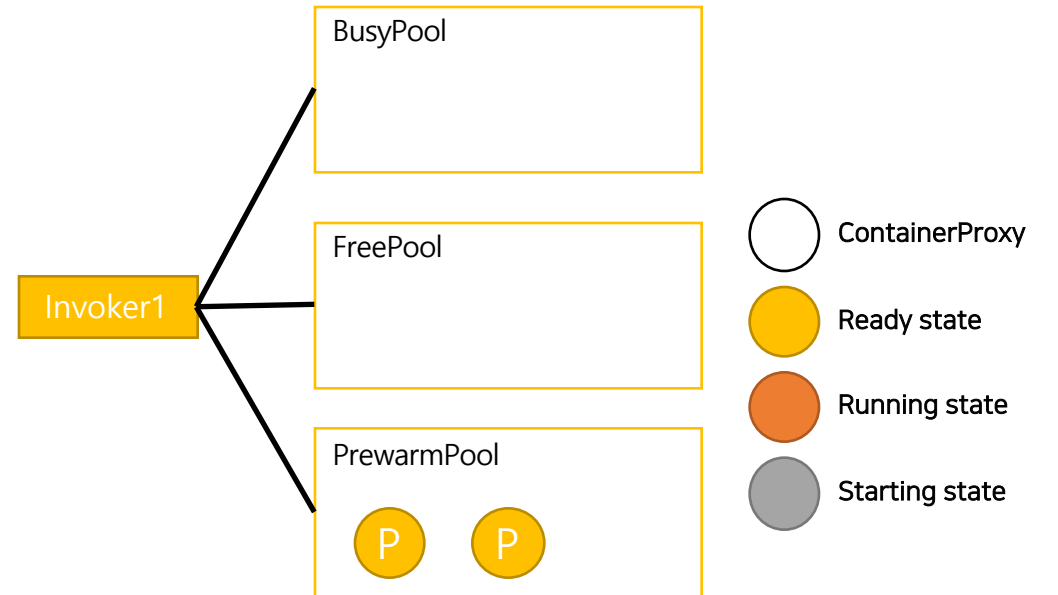 BusyPool
FreePool
Invoker1
PrewarmPool
P P
ContainerProxy
Ready state
Running state
Starting state